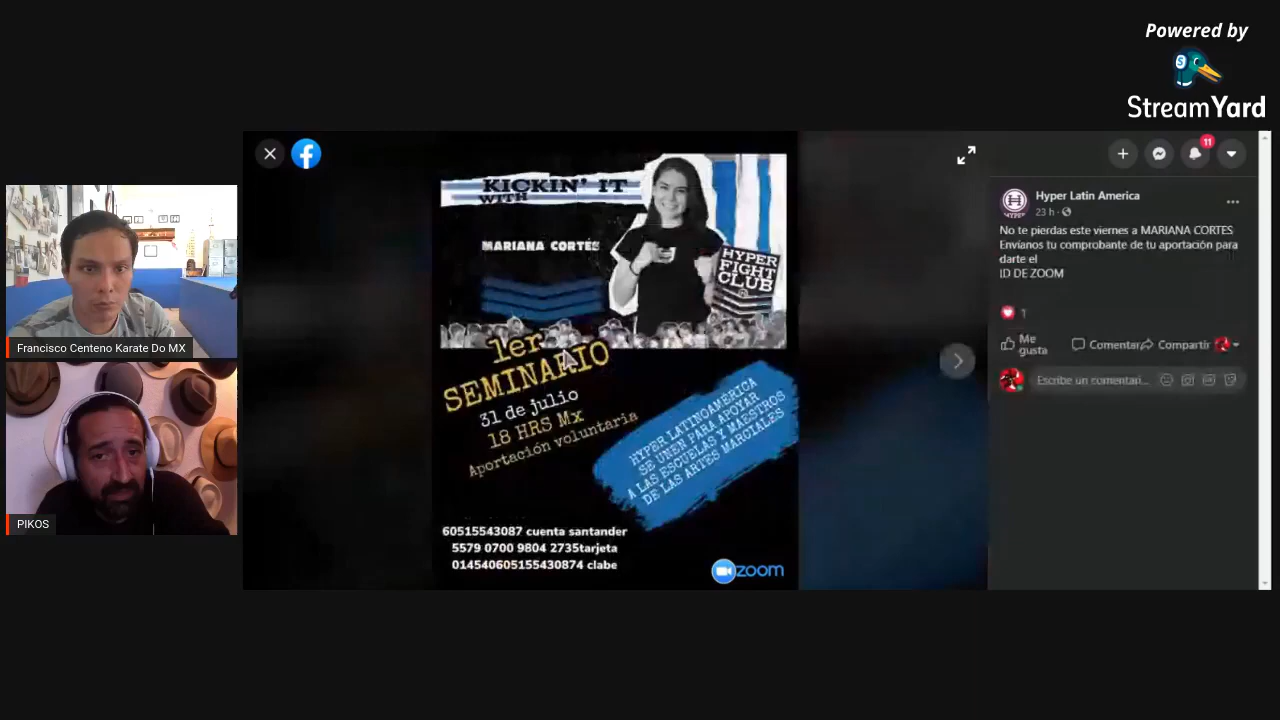 Powered by
StreamYard
Francisco Centeno Karate Do MX
PIKOS
KICKIN' IT
WITH
MARIANA CORTÉS
HYPER
FIGHT
CLUB
1er
SEMINARIO
31 de julio
18 HRS Mx
Aportación voluntaria
HYPER LATINOAMÉRICA
SE UNEN PARA APOYAR
A LAS ESCUELAS Y MAESTROS
DE LAS ARTES MARCIALES
60515543087 cuenta santander
5579 0700 9804 2735tarjeta
014540605155430874 clabe
zoom
11
Hyper Latin America
23 h
No te pierdas este viernes a MARIANA CORTES
Envíanos tu comprobante de tu aportación para
darte el
ID DE ZOOM
1
Me gusta
Comentar
Compartir
Escribe un comentari...